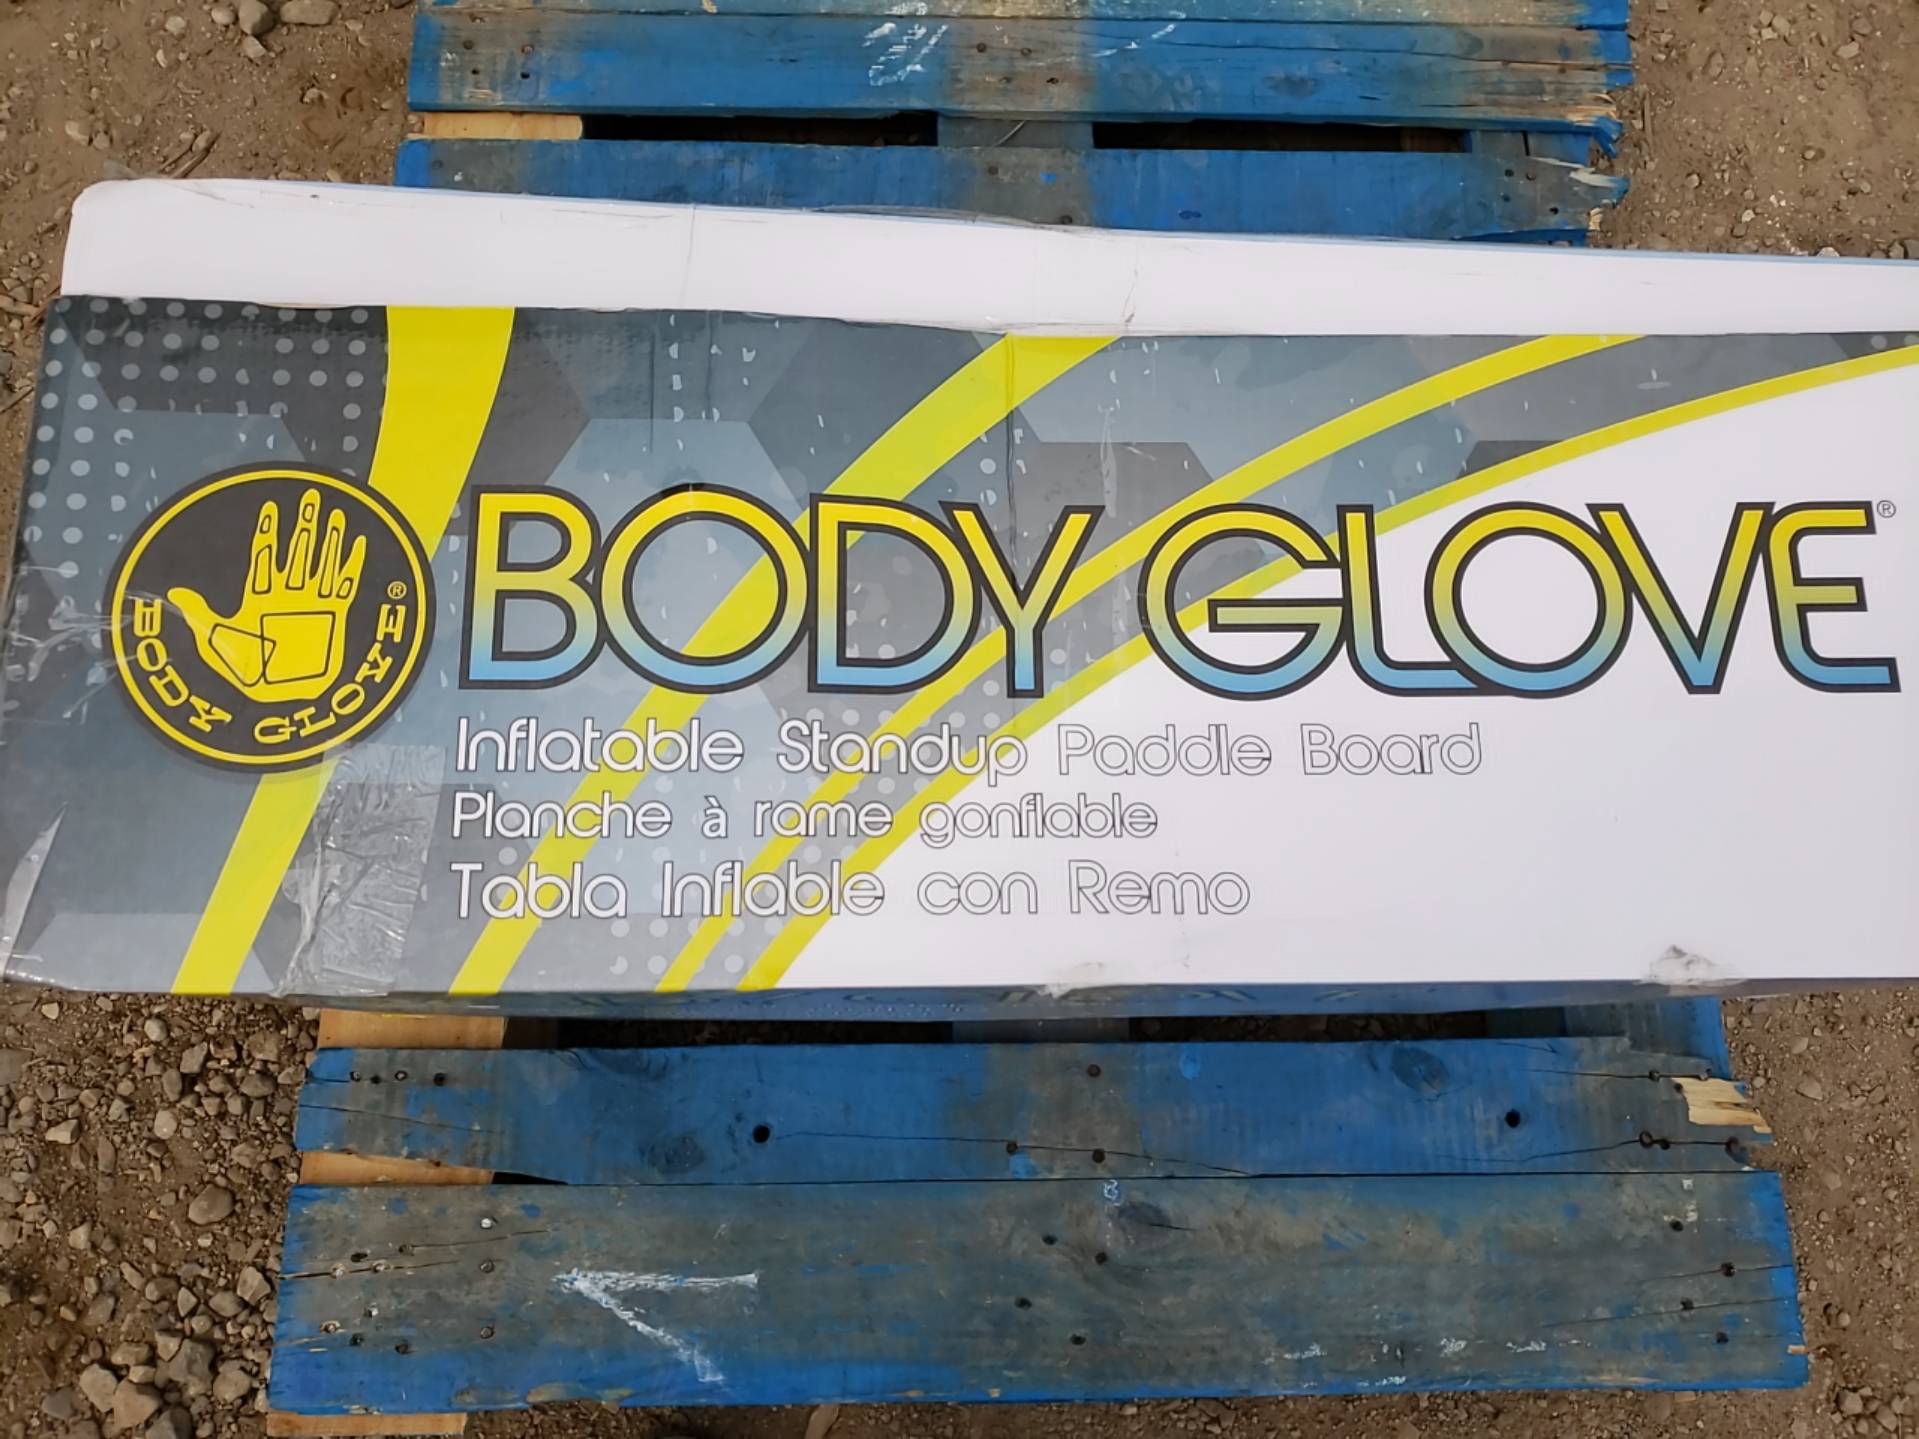 BODY GLOVE®
BODY GLOVE®
Inflatable Standup Paddle Board
Planche à rame gonflable
Tabla Inflable con Remo